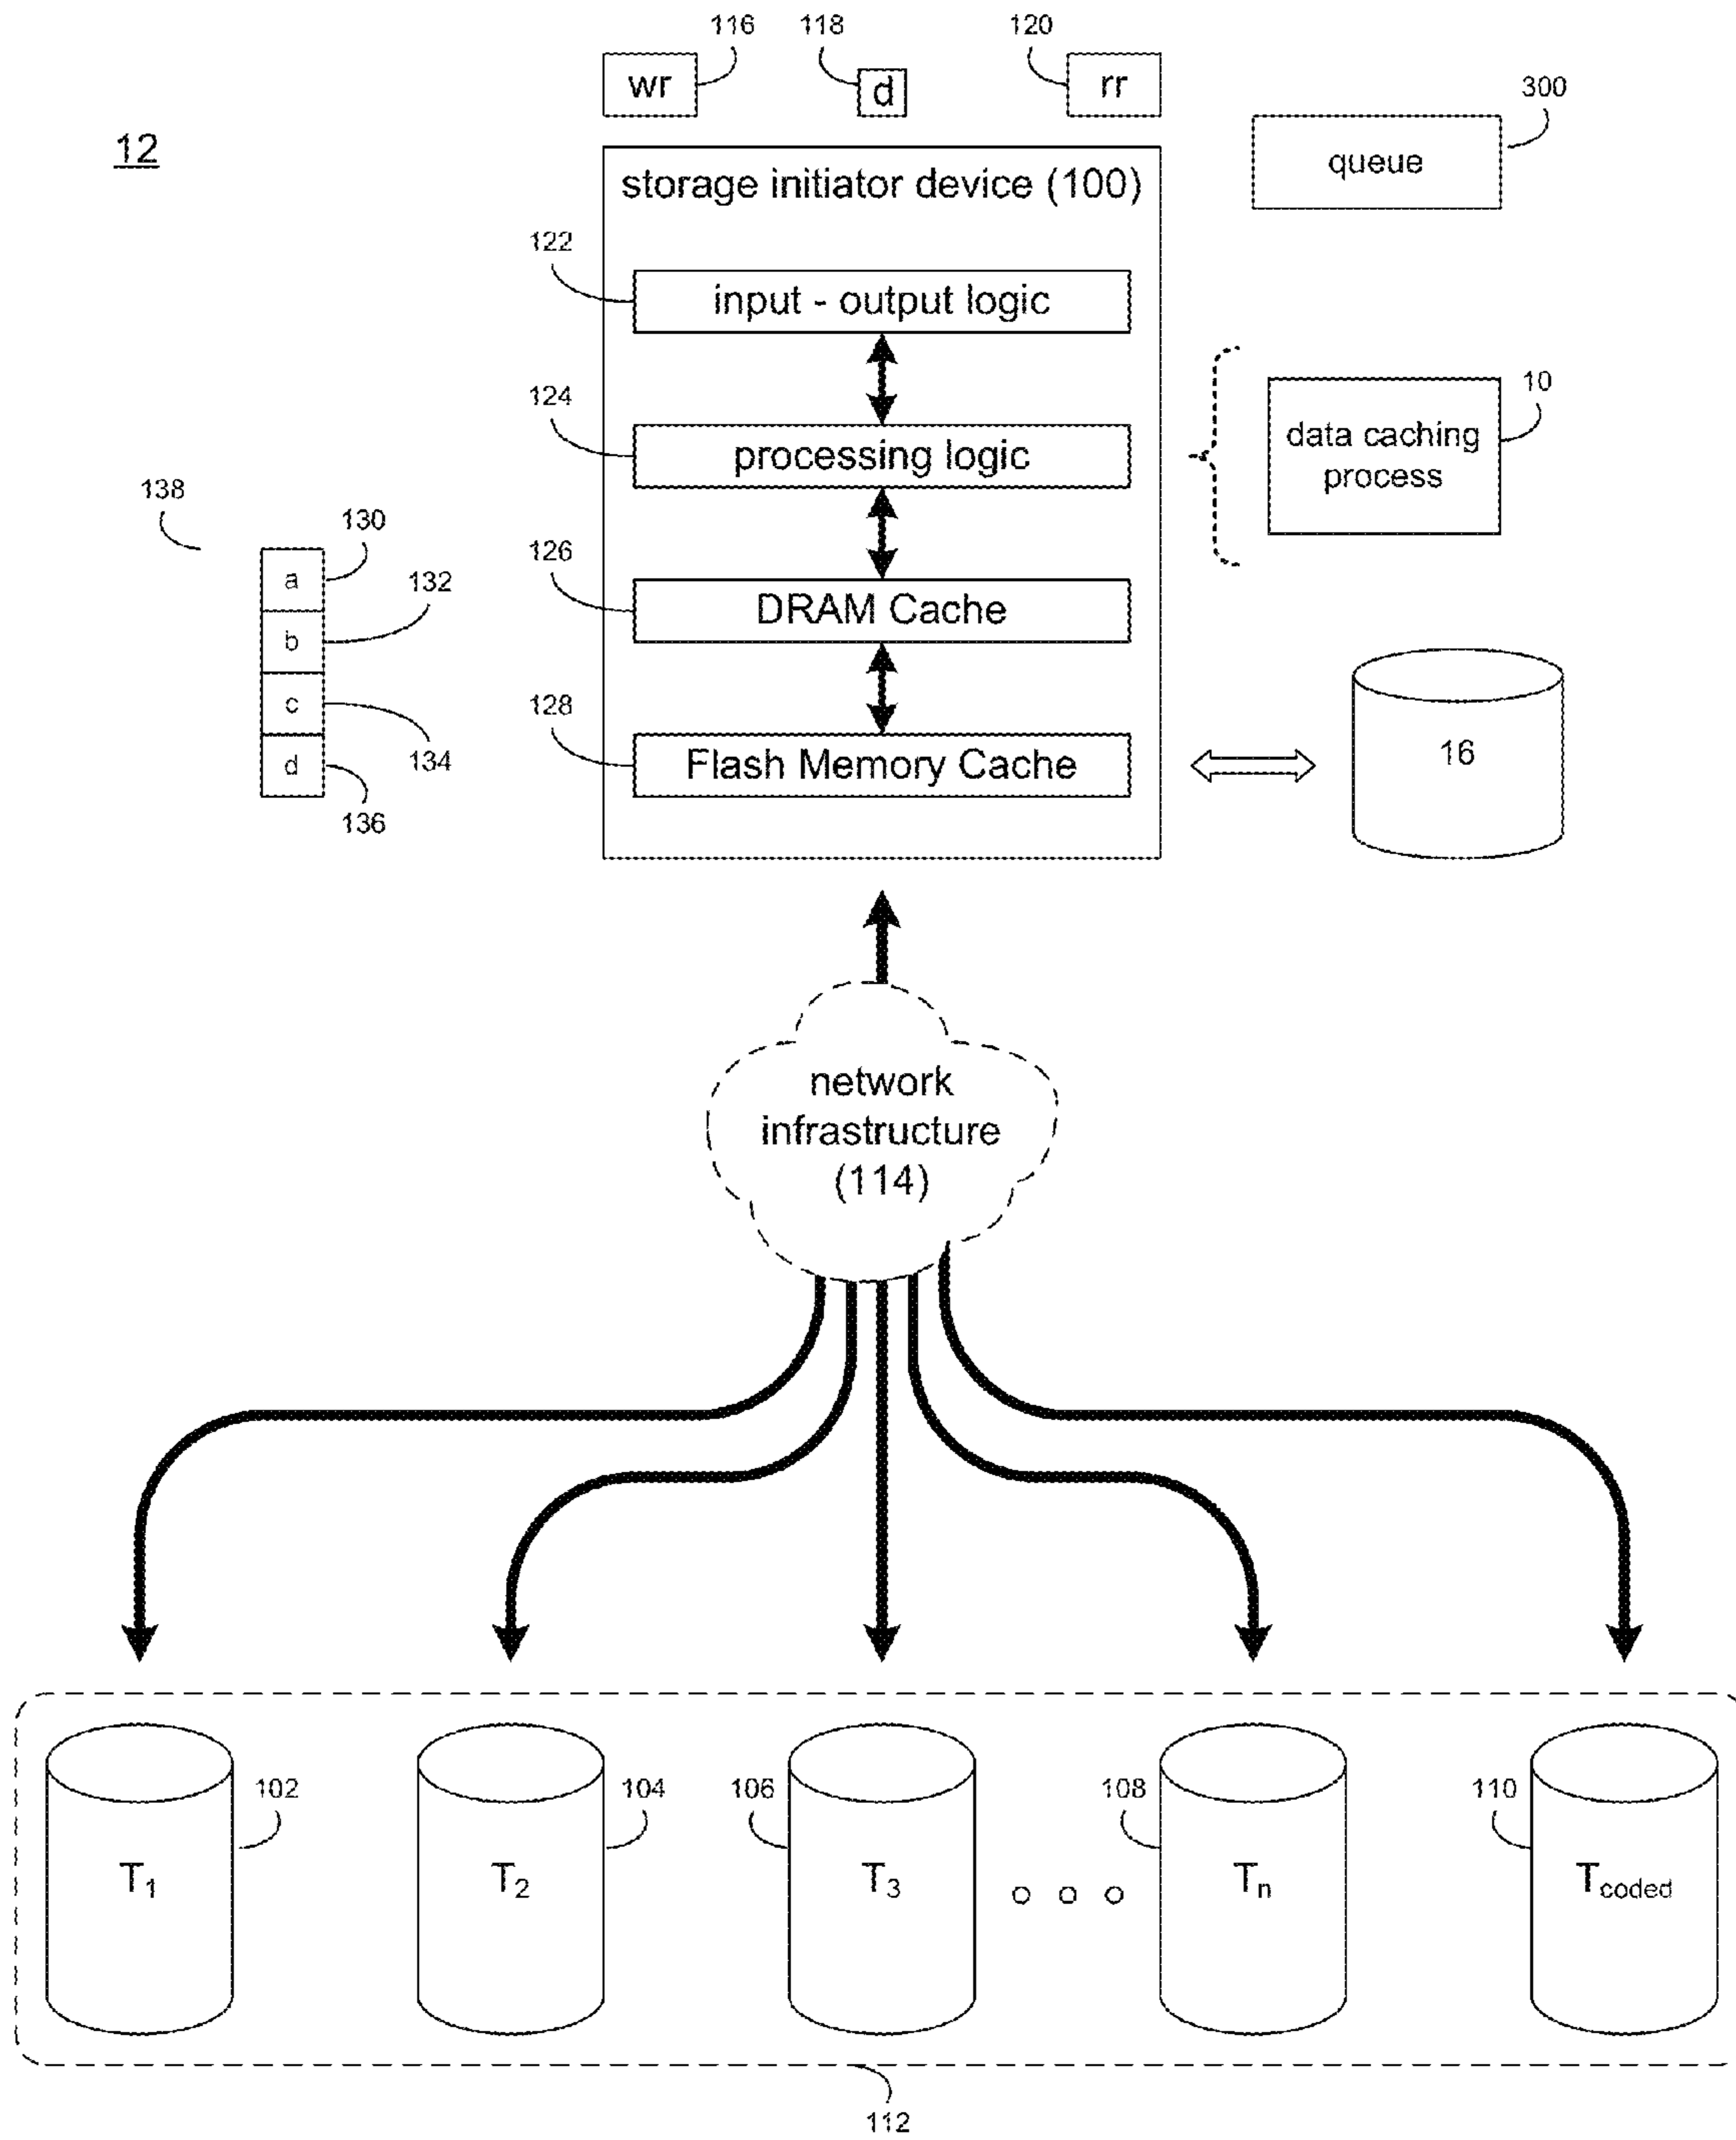 116
118
120
wr
d
rr
300
12
queue
storage initiator device (100)
122
input - output logic
124
10
processing logic
data caching
process
138
130
126
a
132
DRAM Cache
b
c
128
134
16
d
Flash Memory Cache
136
network
infrastructure
(114)
102
104
106
108
110
T1
T2
T3
Tn
Tcoded
112